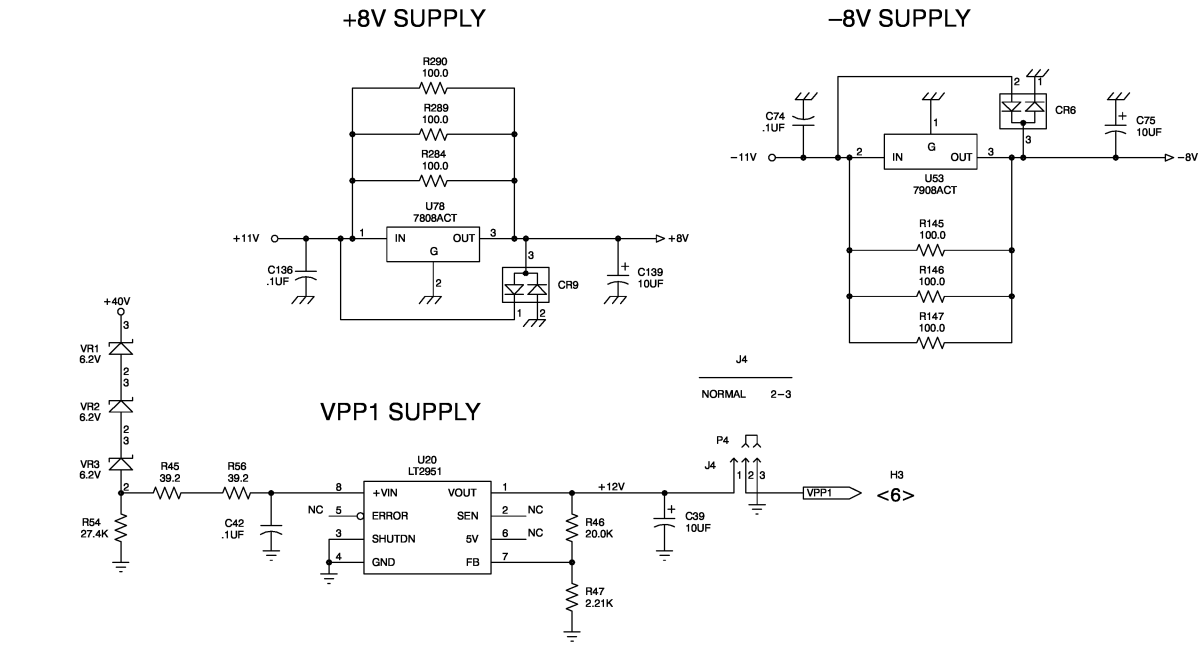 +8V SUPPLY
R290
100.0
R289
100.0
R284
100.0
U78
7808ACT
+11V
1
IN
OUT
3
+8V
G
2
C136
.1UF
3
CR9
1
2
+
C139
10UF
−8V SUPPLY
2
1
CR6
3
C74
.1UF
1
G
+
C75
10UF
−11V
2
IN
OUT
3
−8V
U53
7908ACT
R145
100.0
R146
100.0
R147
100.0
+40V
3
VR1
6.2V
2
3
VR2
6.2V
2
3
VR3
6.2V
2
R54
27.4K
VPP1 SUPPLY
R45
39.2
R56
39.2
C42
.1UF
U20
LT2951
8
+VIN
VOUT
1
NC
5
ERROR
SEN
2
NC
3
SHUTDN
5V
6
NC
4
GND
FB
7
+12V
R46
20.0K
R47
2.21K
+
C39
10UF
J4
NORMAL 2−3
P4
J4
1
2
3
VPP1
H3
<6>